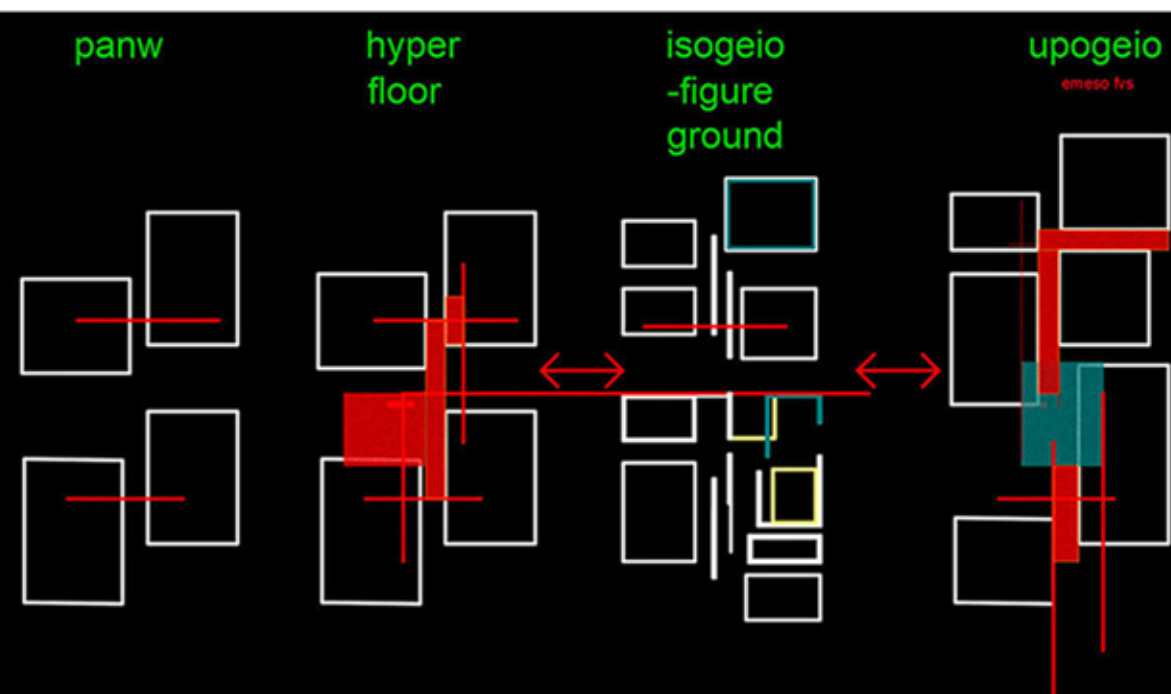 panw
hyper
floor
isogeio
-figure
ground
upogeio
emeso fvs